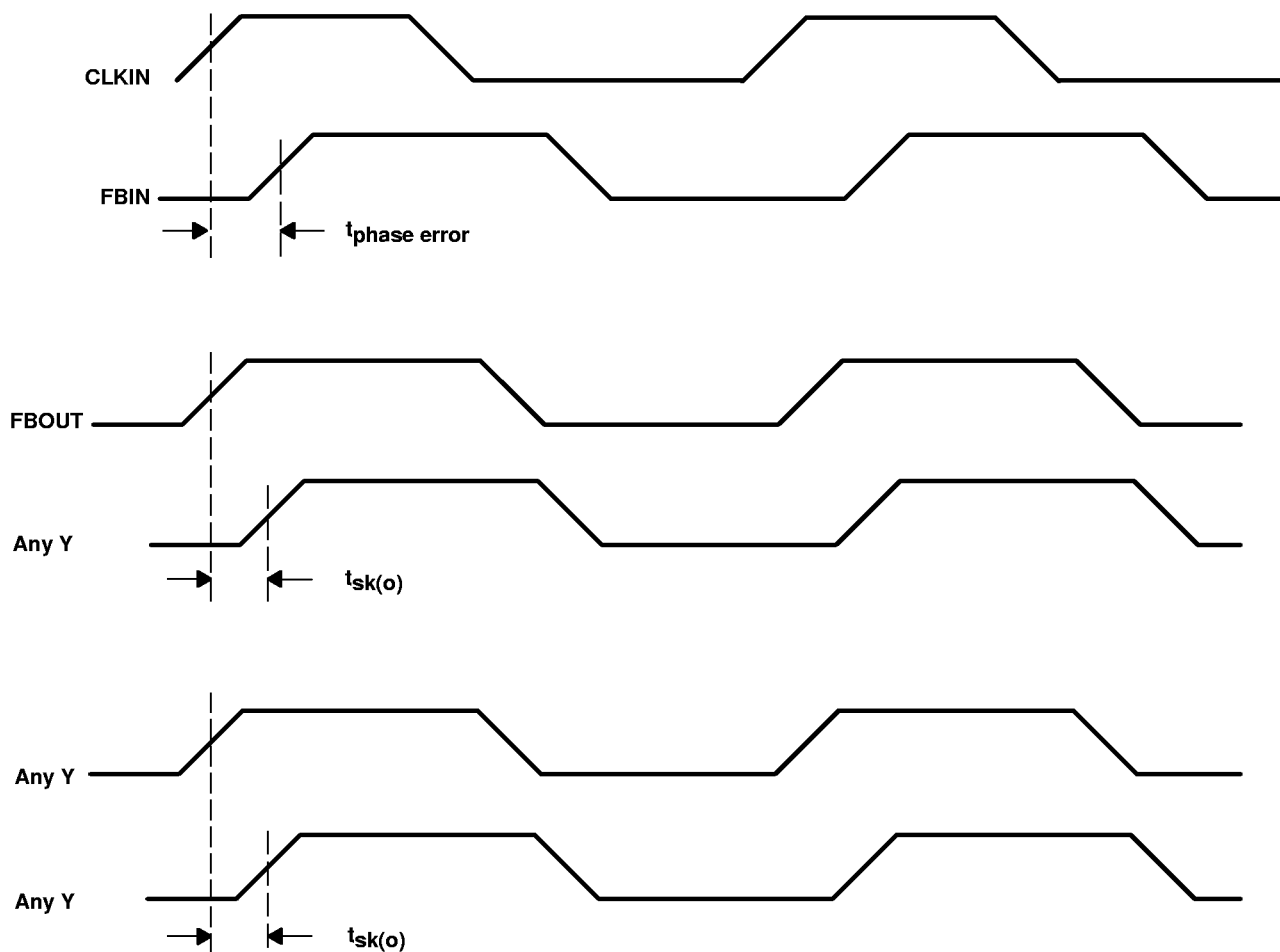 CLKIN
FBIN
tphase error
FBOUT
Any Y
tsk(o)
Any Y
Any Y
tsk(o)